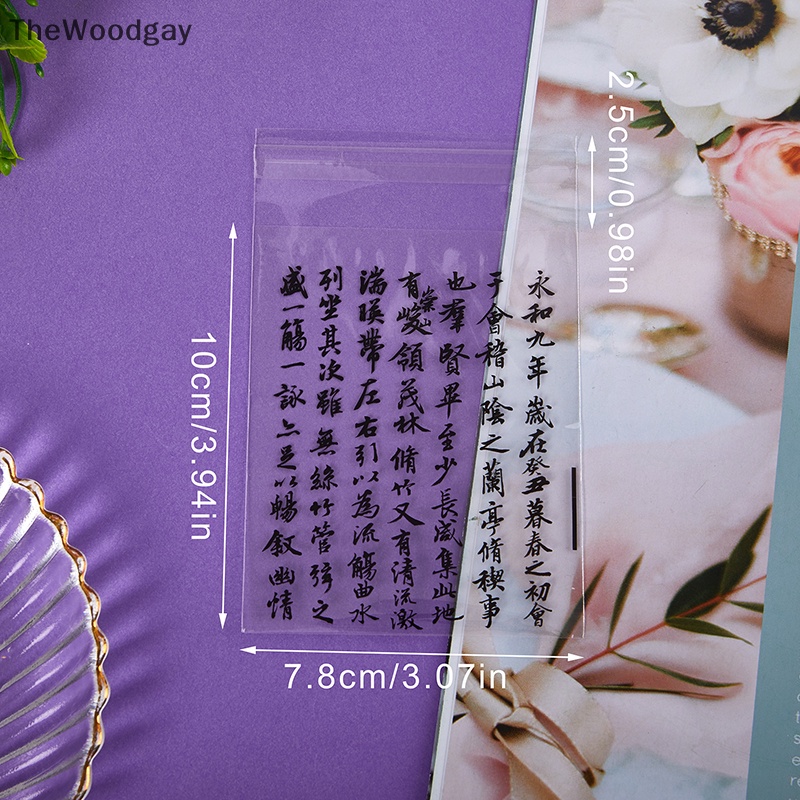 TheWoodgay
2.5cm/0.98in
永和九年歲在癸丑暮春之初會
于會稽山陰之蘭亭脩稧事
也羣賢畢至少長咸集此地
有崇山峻領茂林脩竹又有清流激
湍暎帶左右引以為流觴曲水
列坐其次雖無絲竹管弦之
盛一觴一詠亦足以暢敘幽情
10cm/3.94in
7.8cm/3.07in